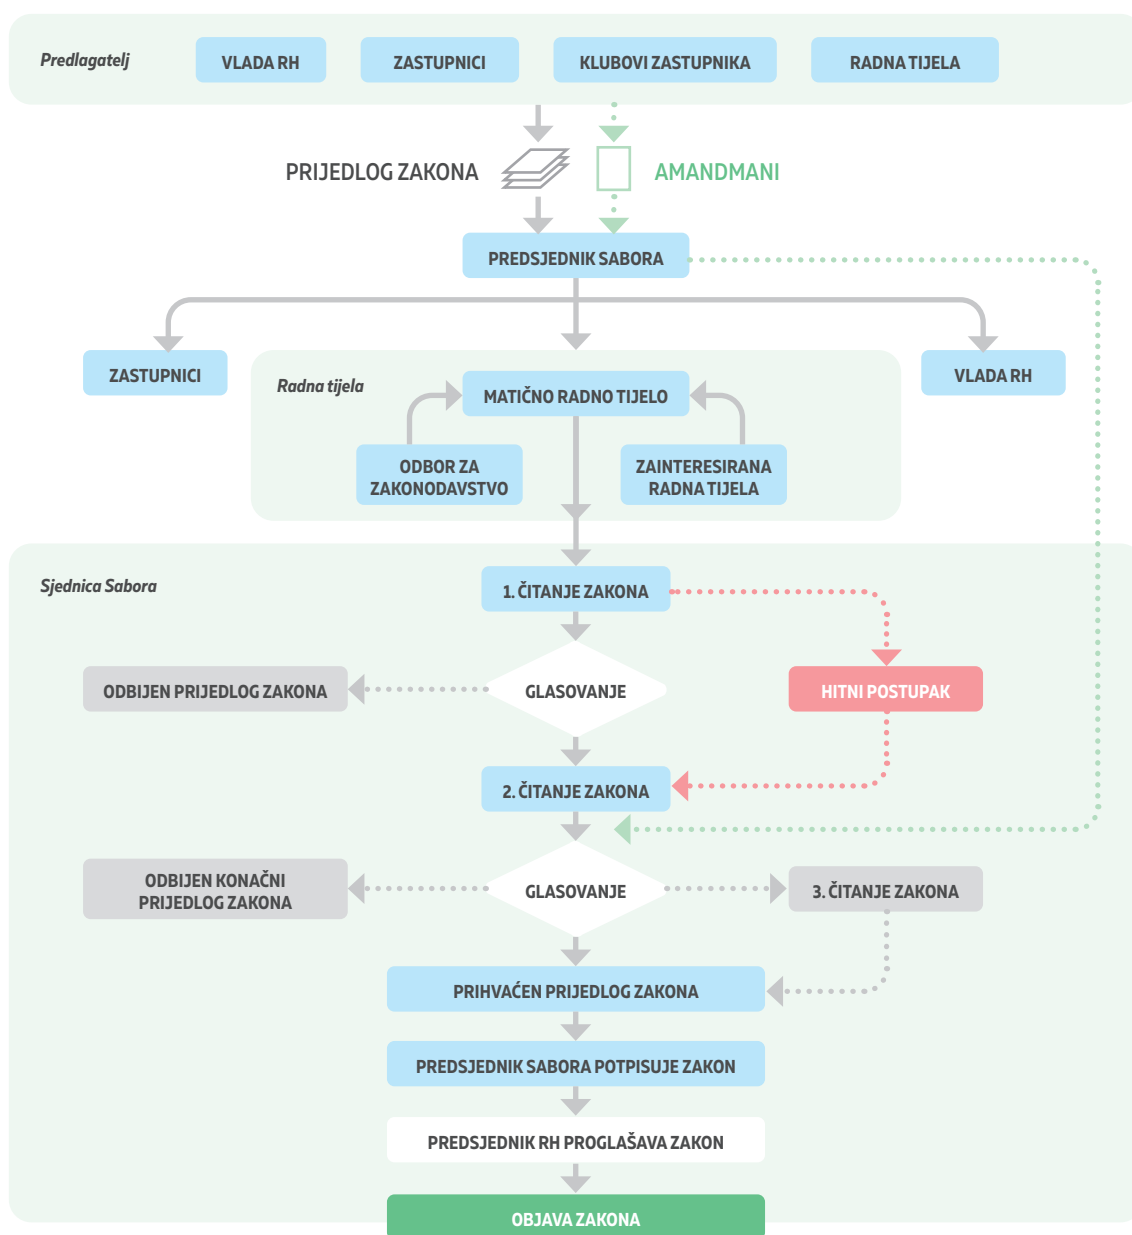 Predlagatelj
VLADA RH
ZASTUPNICI
KLUBOVI ZASTUPNIKA
RADNA TIJELA
PRIJEDLOG ZAKONA
AMANDMANI
PREDSJEDNIK SABORA
ZASTUPNICI
VLADA RH
Radna tijela
MATIČNO RADNO TIJELO
ODBOR ZA
ZAKONODAVSTVO
ZAINTERESIRANA
RADNA TIJELA
Sjednica Sabora
1. ČITANJE ZAKONA
ODBIJEN PRIJEDLOG ZAKONA
GLASOVANJE
HITNI POSTUPAK
2. ČITANJE ZAKONA
ODBIJEN KONAČNI
PRIJEDLOG ZAKONA
GLASOVANJE
3. ČITANJE ZAKONA
PRIHVAĆEN PRIJEDLOG ZAKONA
PREDSJEDNIK SABORA POTPISUJE ZAKON
PREDSJEDNIK RH PROGLAŠAVA ZAKON
OBJAVA ZAKONA